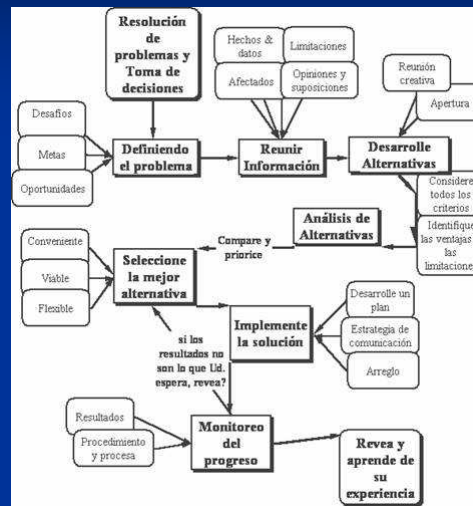 Resolución
de
problemas y
Toma de
decisiones
Hechos &
datos
Limitaciones
Afectados
Opiniones y
suposiciones
Reunión
creativa
Apertura
Desafíos
Metas
Oportunidades
Definiendo
el problema
Reunir
Información
Desarrolle
Alternativas
Considere
todos los
criterios
Identifique
las ventajas y
las
limitacione
Análisis de
Alternativas
Compare y
priorice
Conveniente
Viable
Flexible
Seleccione
la mejor
alternativa
Implemente
la solución
Desarrolle un
plan
Estrategia de
comunicación
Arreglo
si los
resultados no
son lo que Ud.
espera, revea?
Resultados
Procedimiento
y procesa
Monitoreo
del
progreso
Revea y
aprende de
su
experiencia